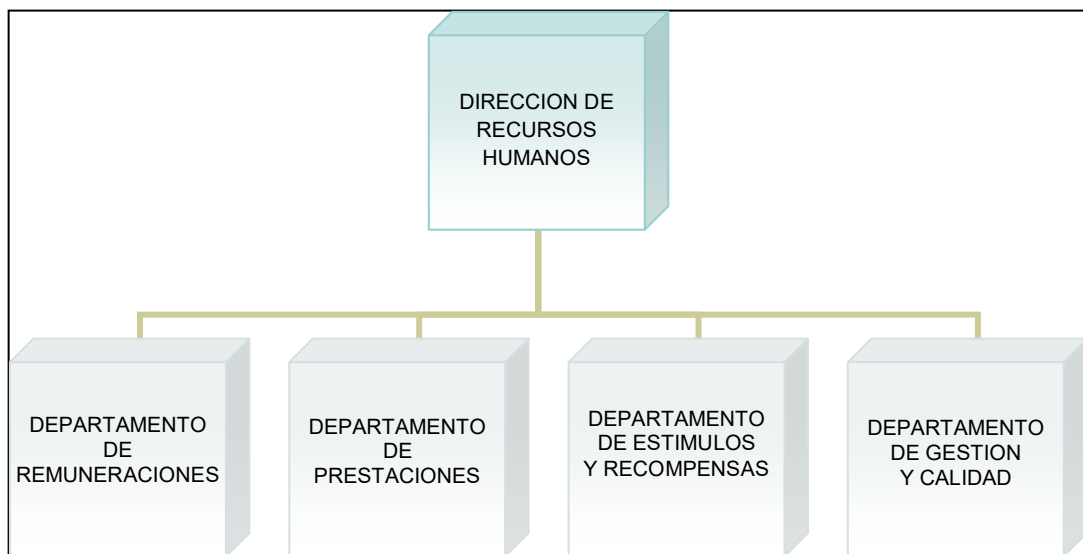 DIRECCION DE
RECURSOS
HUMANOS
DEPARTAMENTO
DE
REMUNERACIONES
DEPARTAMENTO
DE
PRESTACIONES
DEPARTAMENTO
DE ESTIMULOS
Y RECOMPENSAS
DEPARTAMENTO
DE GESTION
Y CALIDAD